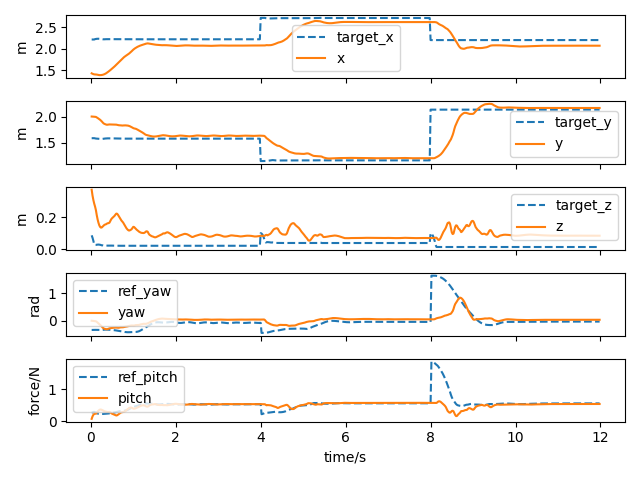 m
2.5
2.0
1.5
target_x
x
m
2.0
1.5
target_y
y
m
0.2
0.0
target_z
z
rad
1
0
ref_yaw
yaw
force/N
1
0
ref_pitch
pitch
0 2 4 6 8 10 12
time/s